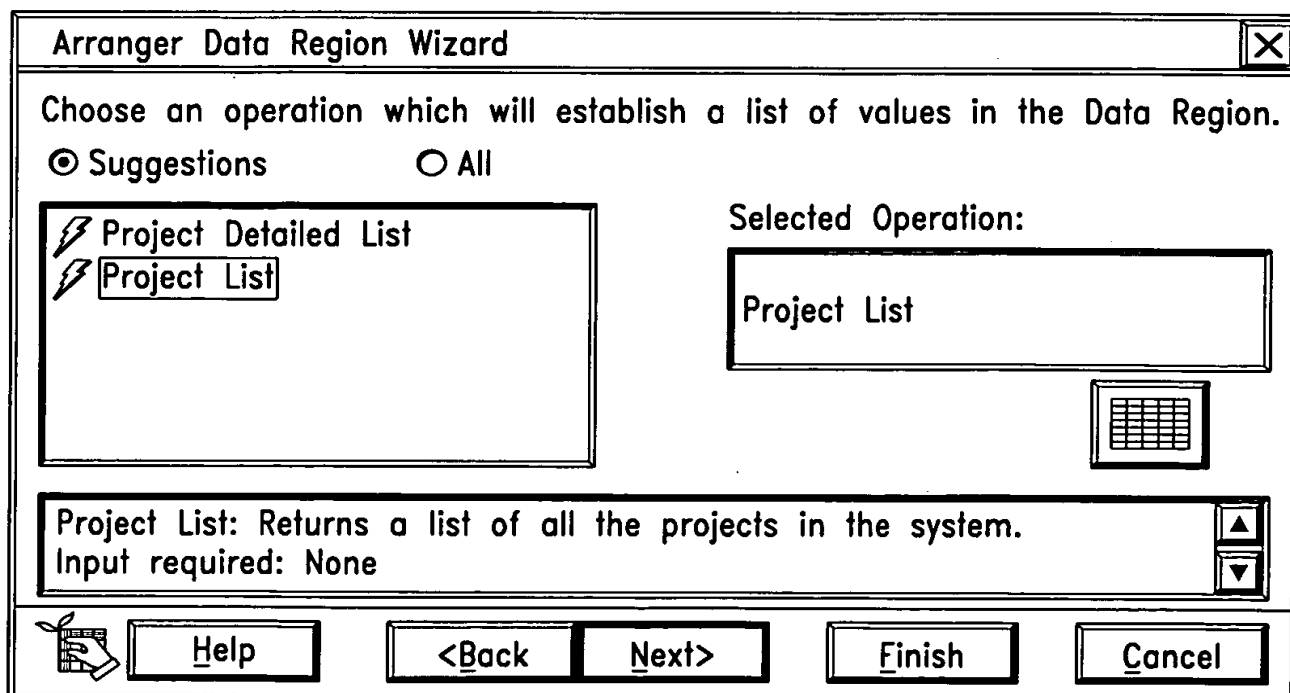 Arranger Data Region Wizard
Choose an operation which will establish a list of values in the Data Region.
Suggestions All
Project Detailed List
Project List
Selected Operation:
Project List
Project List: Returns a list of all the projects in the system.
Input required: None
Help <Back Next> Finish Cancel